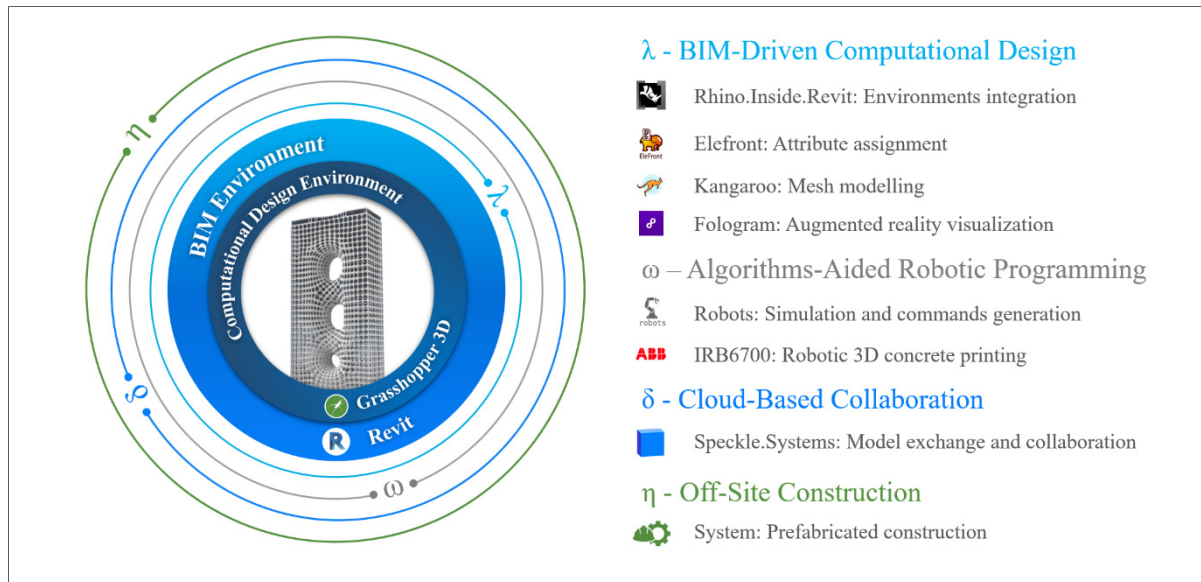 η
BIM Environment
Computational Design Environment
λ
Grasshopper 3D
R
Revit
δ
ω
λ - BIM-Driven Computational Design
Rhino.Inside.Revit: Environments integration
EleFront
Elefront: Attribute assignment
Kangaroo: Mesh modelling
Fologram: Augmented reality visualization
ω – Algorithms-Aided Robotic Programming
robots
Robots: Simulation and commands generation
ABB
IRB6700: Robotic 3D concrete printing
δ - Cloud-Based Collaboration
Speckle.Systems: Model exchange and collaboration
η - Off-Site Construction
System: Prefabricated construction